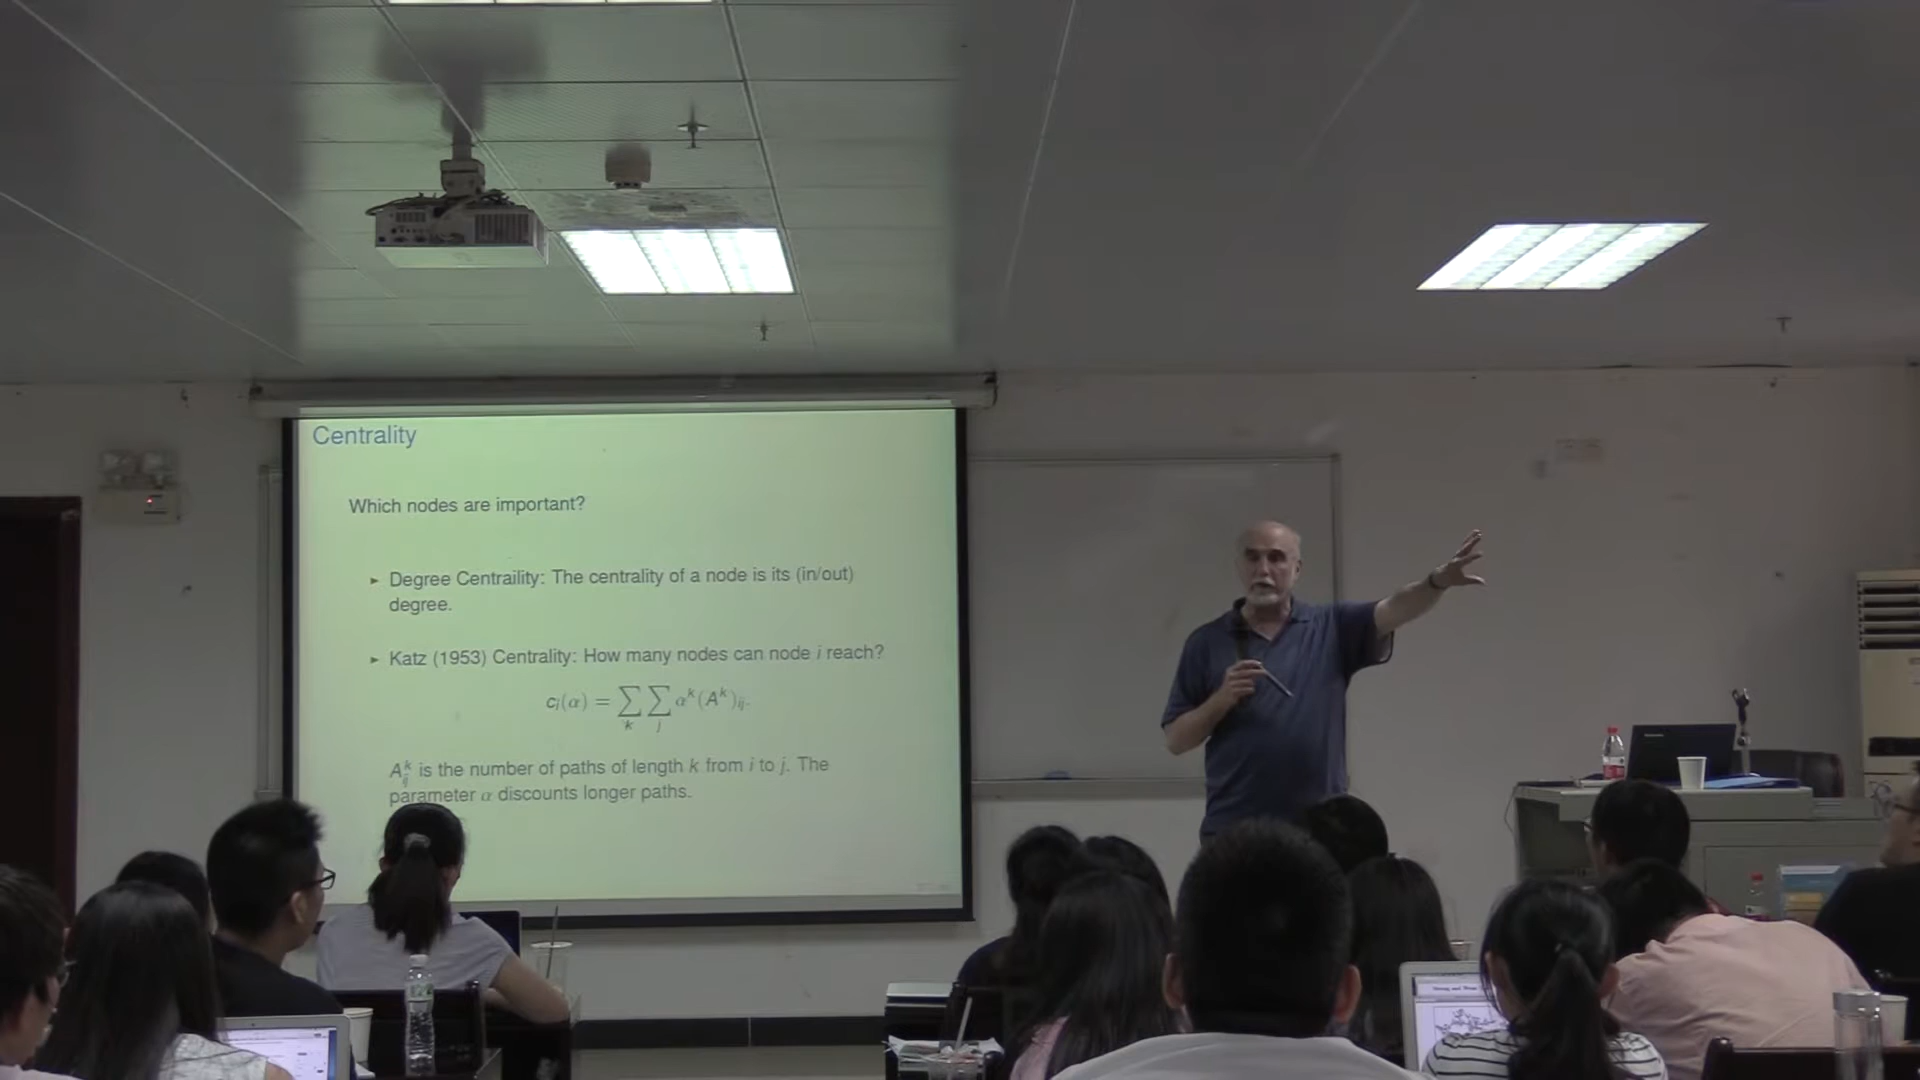 Centrality
Which nodes are important?
► Degree Centraility: The centrality of a node is its (in/out)
degree.
► Katz (1953) Centrality: How many nodes can node i reach?
c_i(α) = ∑_k ∑_j α^k (A^k)_ij.
A^k_ij is the number of paths of length k from i to j. The
parameter α discounts longer paths.